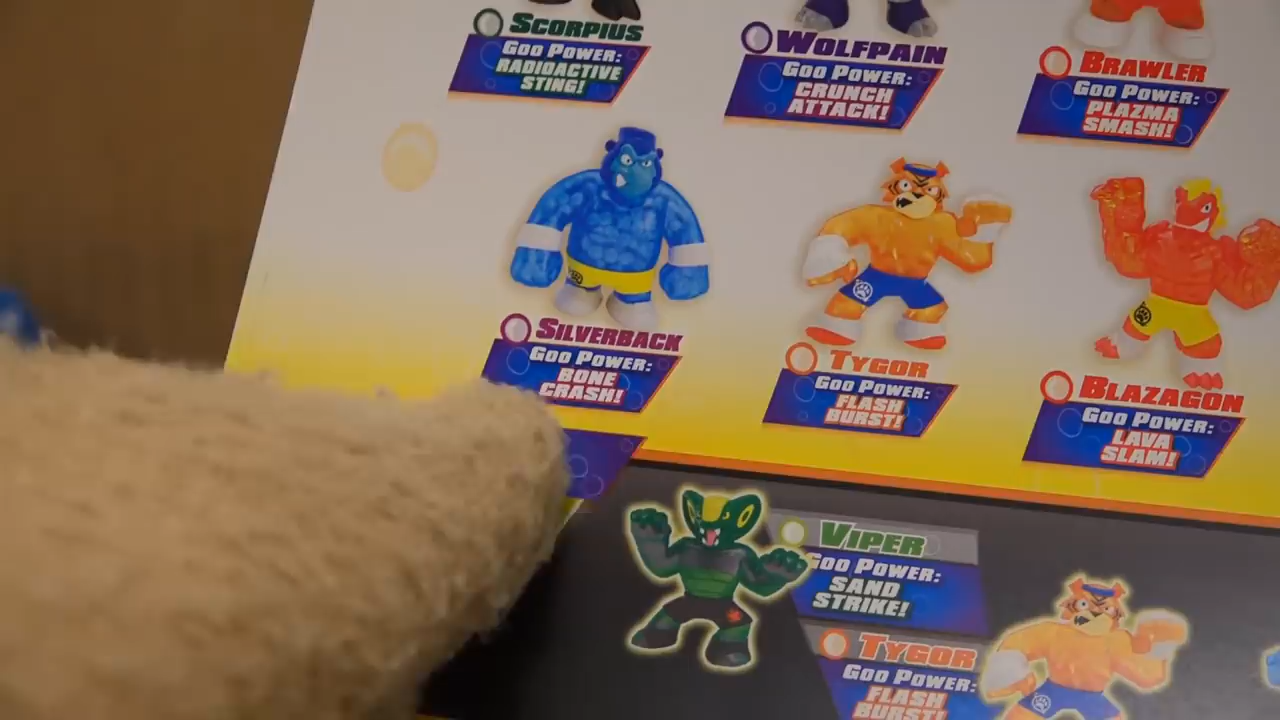 SCORPIUS
GOO POWER:
RADIOACTIVE
STING!
WOLFPAIN
GOO POWER:
CRUNCH
ATTACK!
BRAWLER
GOO POWER:
PLAZMA
SMASH!
SILVERBACK
GOO POWER:
BONE
CRASH!
TYGOR
GOO POWER:
FLASH
BURST!
BLAZAGON
GOO POWER:
LAVA
SLAM!
VIPER
GOO POWER:
SAND
STRIKE!
TYGOR
GOO POWER:
FLASH
BURST!